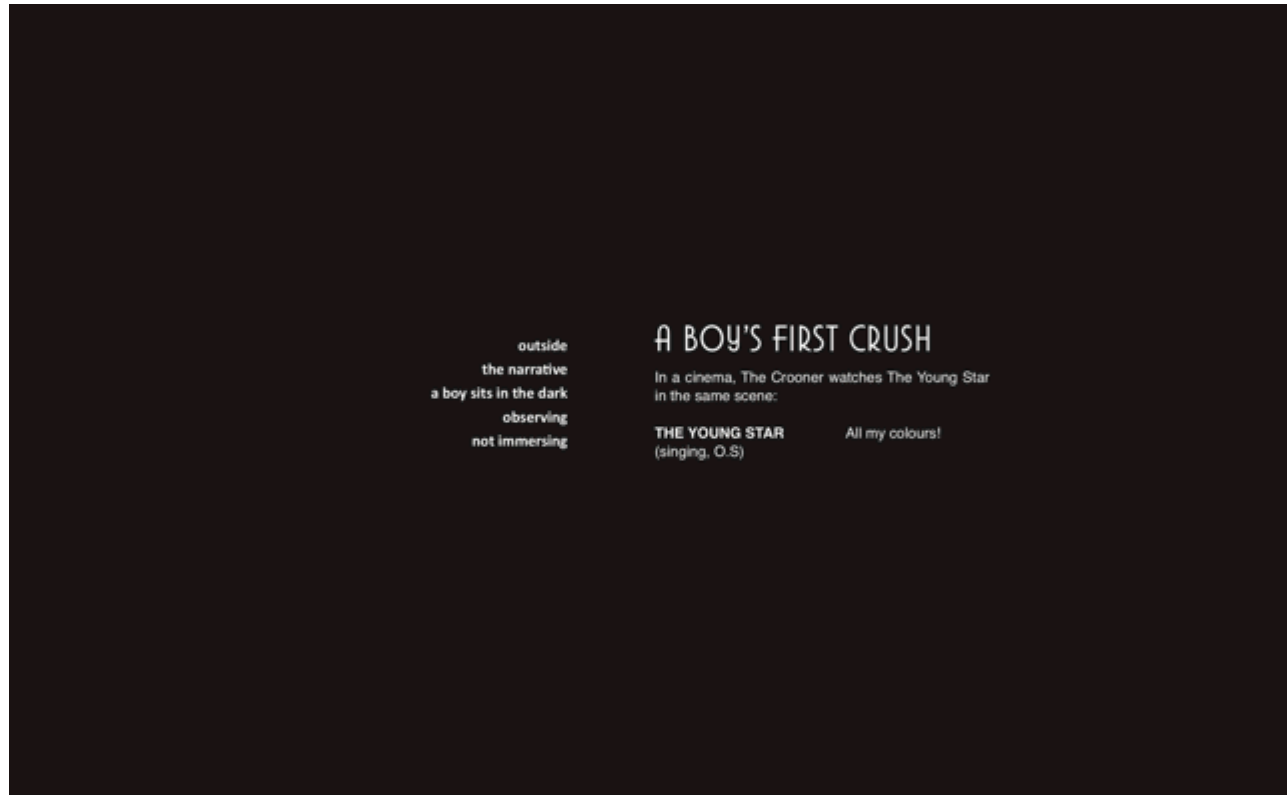 outside
the narrative
a boy sits in the dark
observing
not immersing
A BOY'S FIRST CRUSH
In a cinema, The Crooner watches The Young Star
in the same scene:
THE YOUNG STAR All my colours!
(singing, O.S)